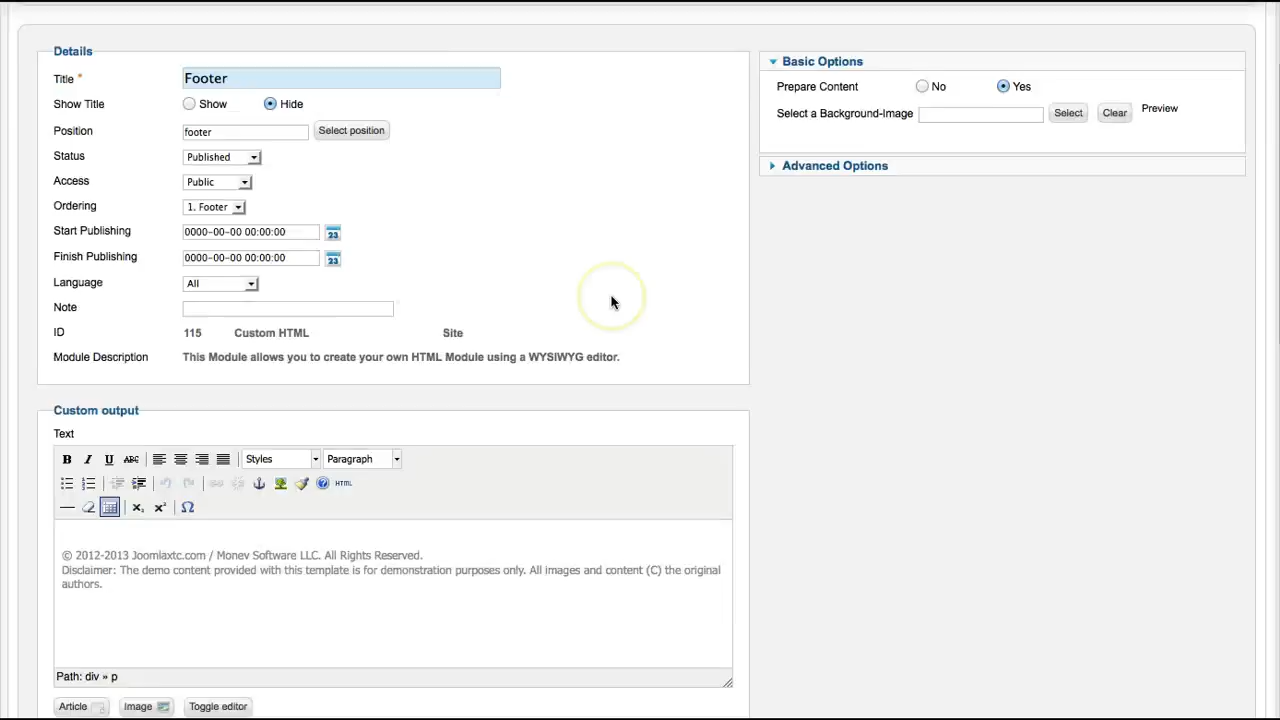 Details
Title *
Footer
Show Title
Show
Hide
Position
footer
Select position
Status
Published
Access
Public
Ordering
1. Footer
Start Publishing
0000-00-00 00:00:00
23
Finish Publishing
0000-00-00 00:00:00
23
Language
All
Note
ID
115
Custom HTML
Site
Module Description
This Module allows you to create your own HTML Module using a WYSIWYG editor.
Basic Options
Prepare Content
No
Yes
Select a Background-Image
Select
Clear
Preview
Advanced Options
Custom output
Text
B I U ABC
Styles
Paragraph
HTML
x₂ x² Ω
© 2012-2013 Joomlaxtc.com / Monev Software LLC. All Rights Reserved.
Disclaimer: The demo content provided with this template is for demonstration purposes only. All images and content (C) the original
authors.
Path: div » p
Article
Image
Toggle editor